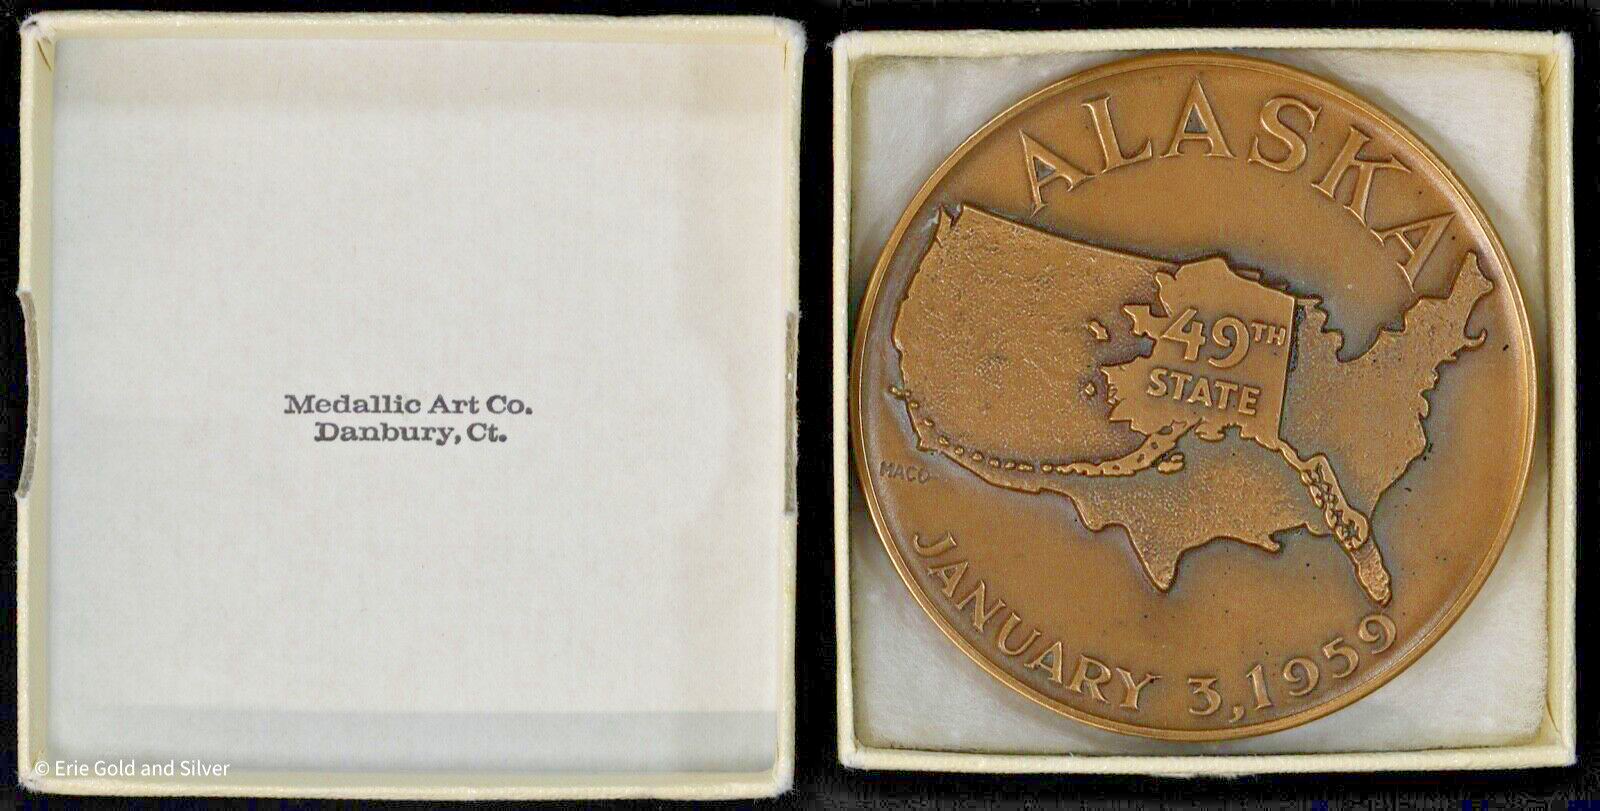 Medallic Art Co.
Danbury, Ct.
© Erie Gold and Silver
ALASKA
49TH
STATE
MACO
JANUARY 3, 1959